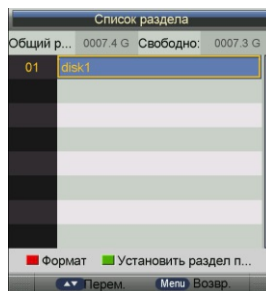 Список раздела
Общий р... 0007.4 G Свободно: 0007.3 G
01 disk1
Формат Установить раздел п...
Перем. Menu Возвр.